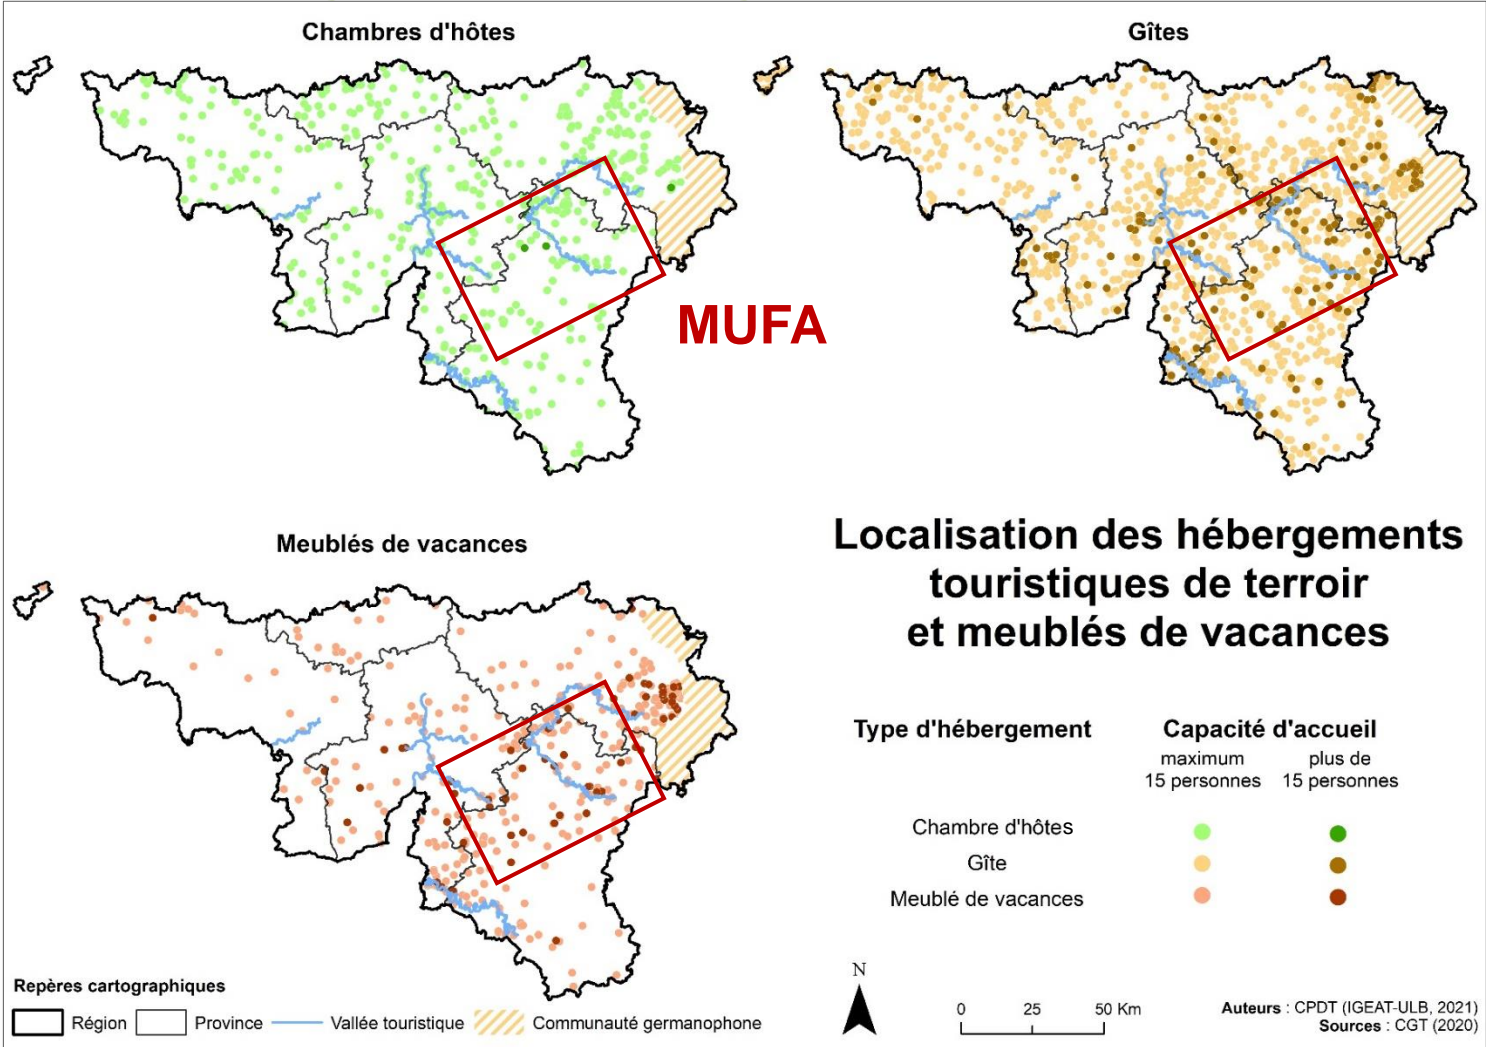 Chambres d'hôtes
Gîtes
MUFA
Meublés de vacances
Localisation des hébergements
touristiques de terroir
et meublés de vacances
Type d'hébergement
Capacité d'accueil
maximum
15 personnes
plus de
15 personnes
Chambre d'hôtes
Gîte
Meublé de vacances
Repères cartographiques
Région
Province
Vallée touristique
Communauté germanophone
N
0 25 50 Km
Auteurs : CPDT (IGEAT-ULB, 2021)
Sources : CGT (2020)